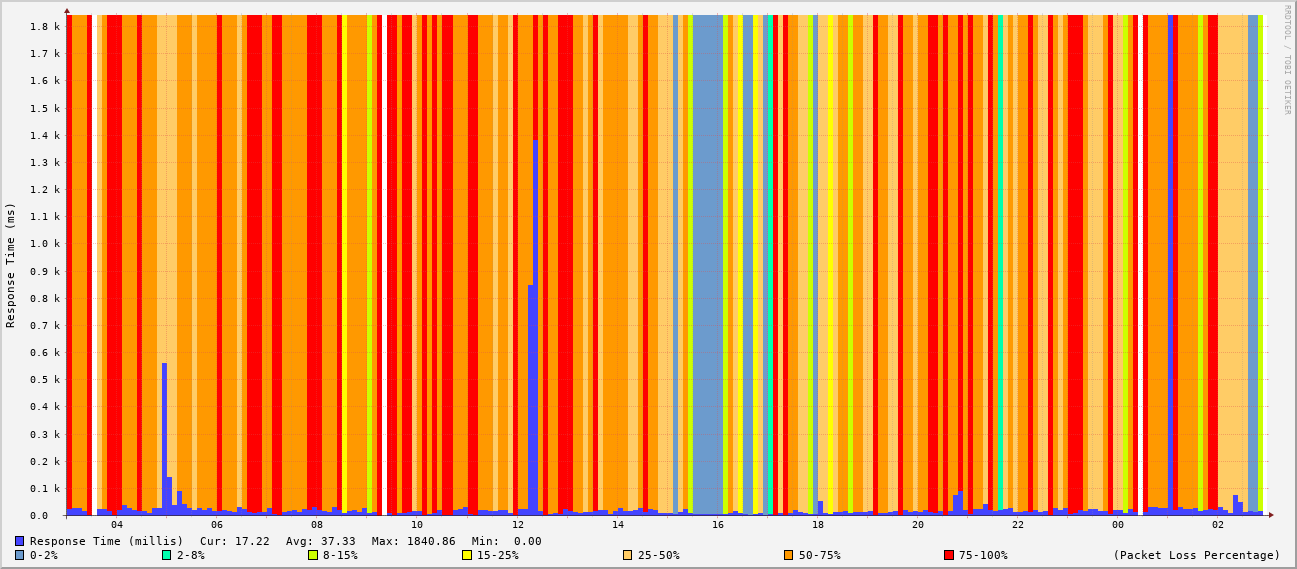 RRDTOOL / TOBI OETIKER
Response Time (ms)
1.8 k
1.7 k
1.6 k
1.5 k
1.4 k
1.3 k
1.2 k
1.1 k
1.0 k
0.9 k
0.8 k
0.7 k
0.6 k
0.5 k
0.4 k
0.3 k
0.2 k
0.1 k
0.0
04 06 08 10 12 14 16 18 20 22 00 02
Response Time (millis) Cur: 17.22 Avg: 37.33 Max: 1840.86 Min: 0.00
0-2% 2-8% 8-15% 15-25% 25-50% 50-75% 75-100% (Packet Loss Percentage)